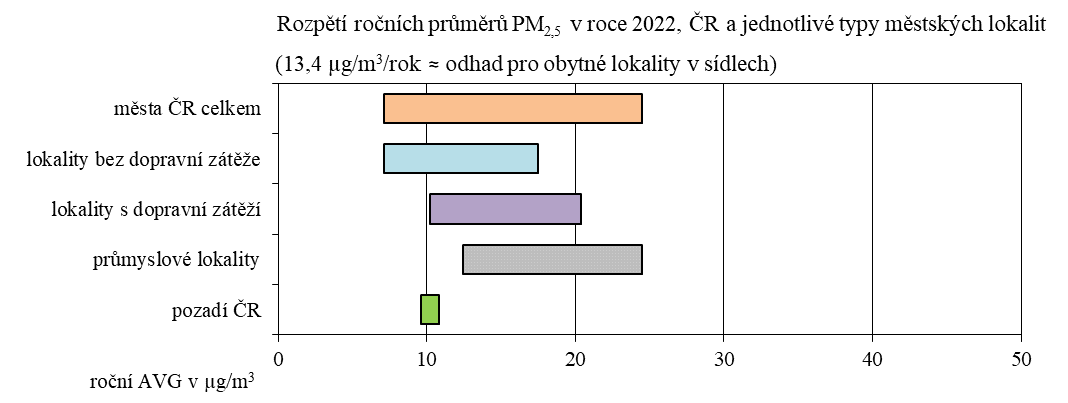 Rozpětí ročních průměrů PM2,5 v roce 2022, ČR a jednotlivé typy městských lokalit
(13,4 µg/m³/rok ≈ odhad pro obytné lokality v sídlech)
města ČR celkem
lokality bez dopravní zátěže
lokality s dopravní zátěží
průmyslové lokality
pozadí ČR
0 10 20 30 40 50
roční AVG v µg/m³